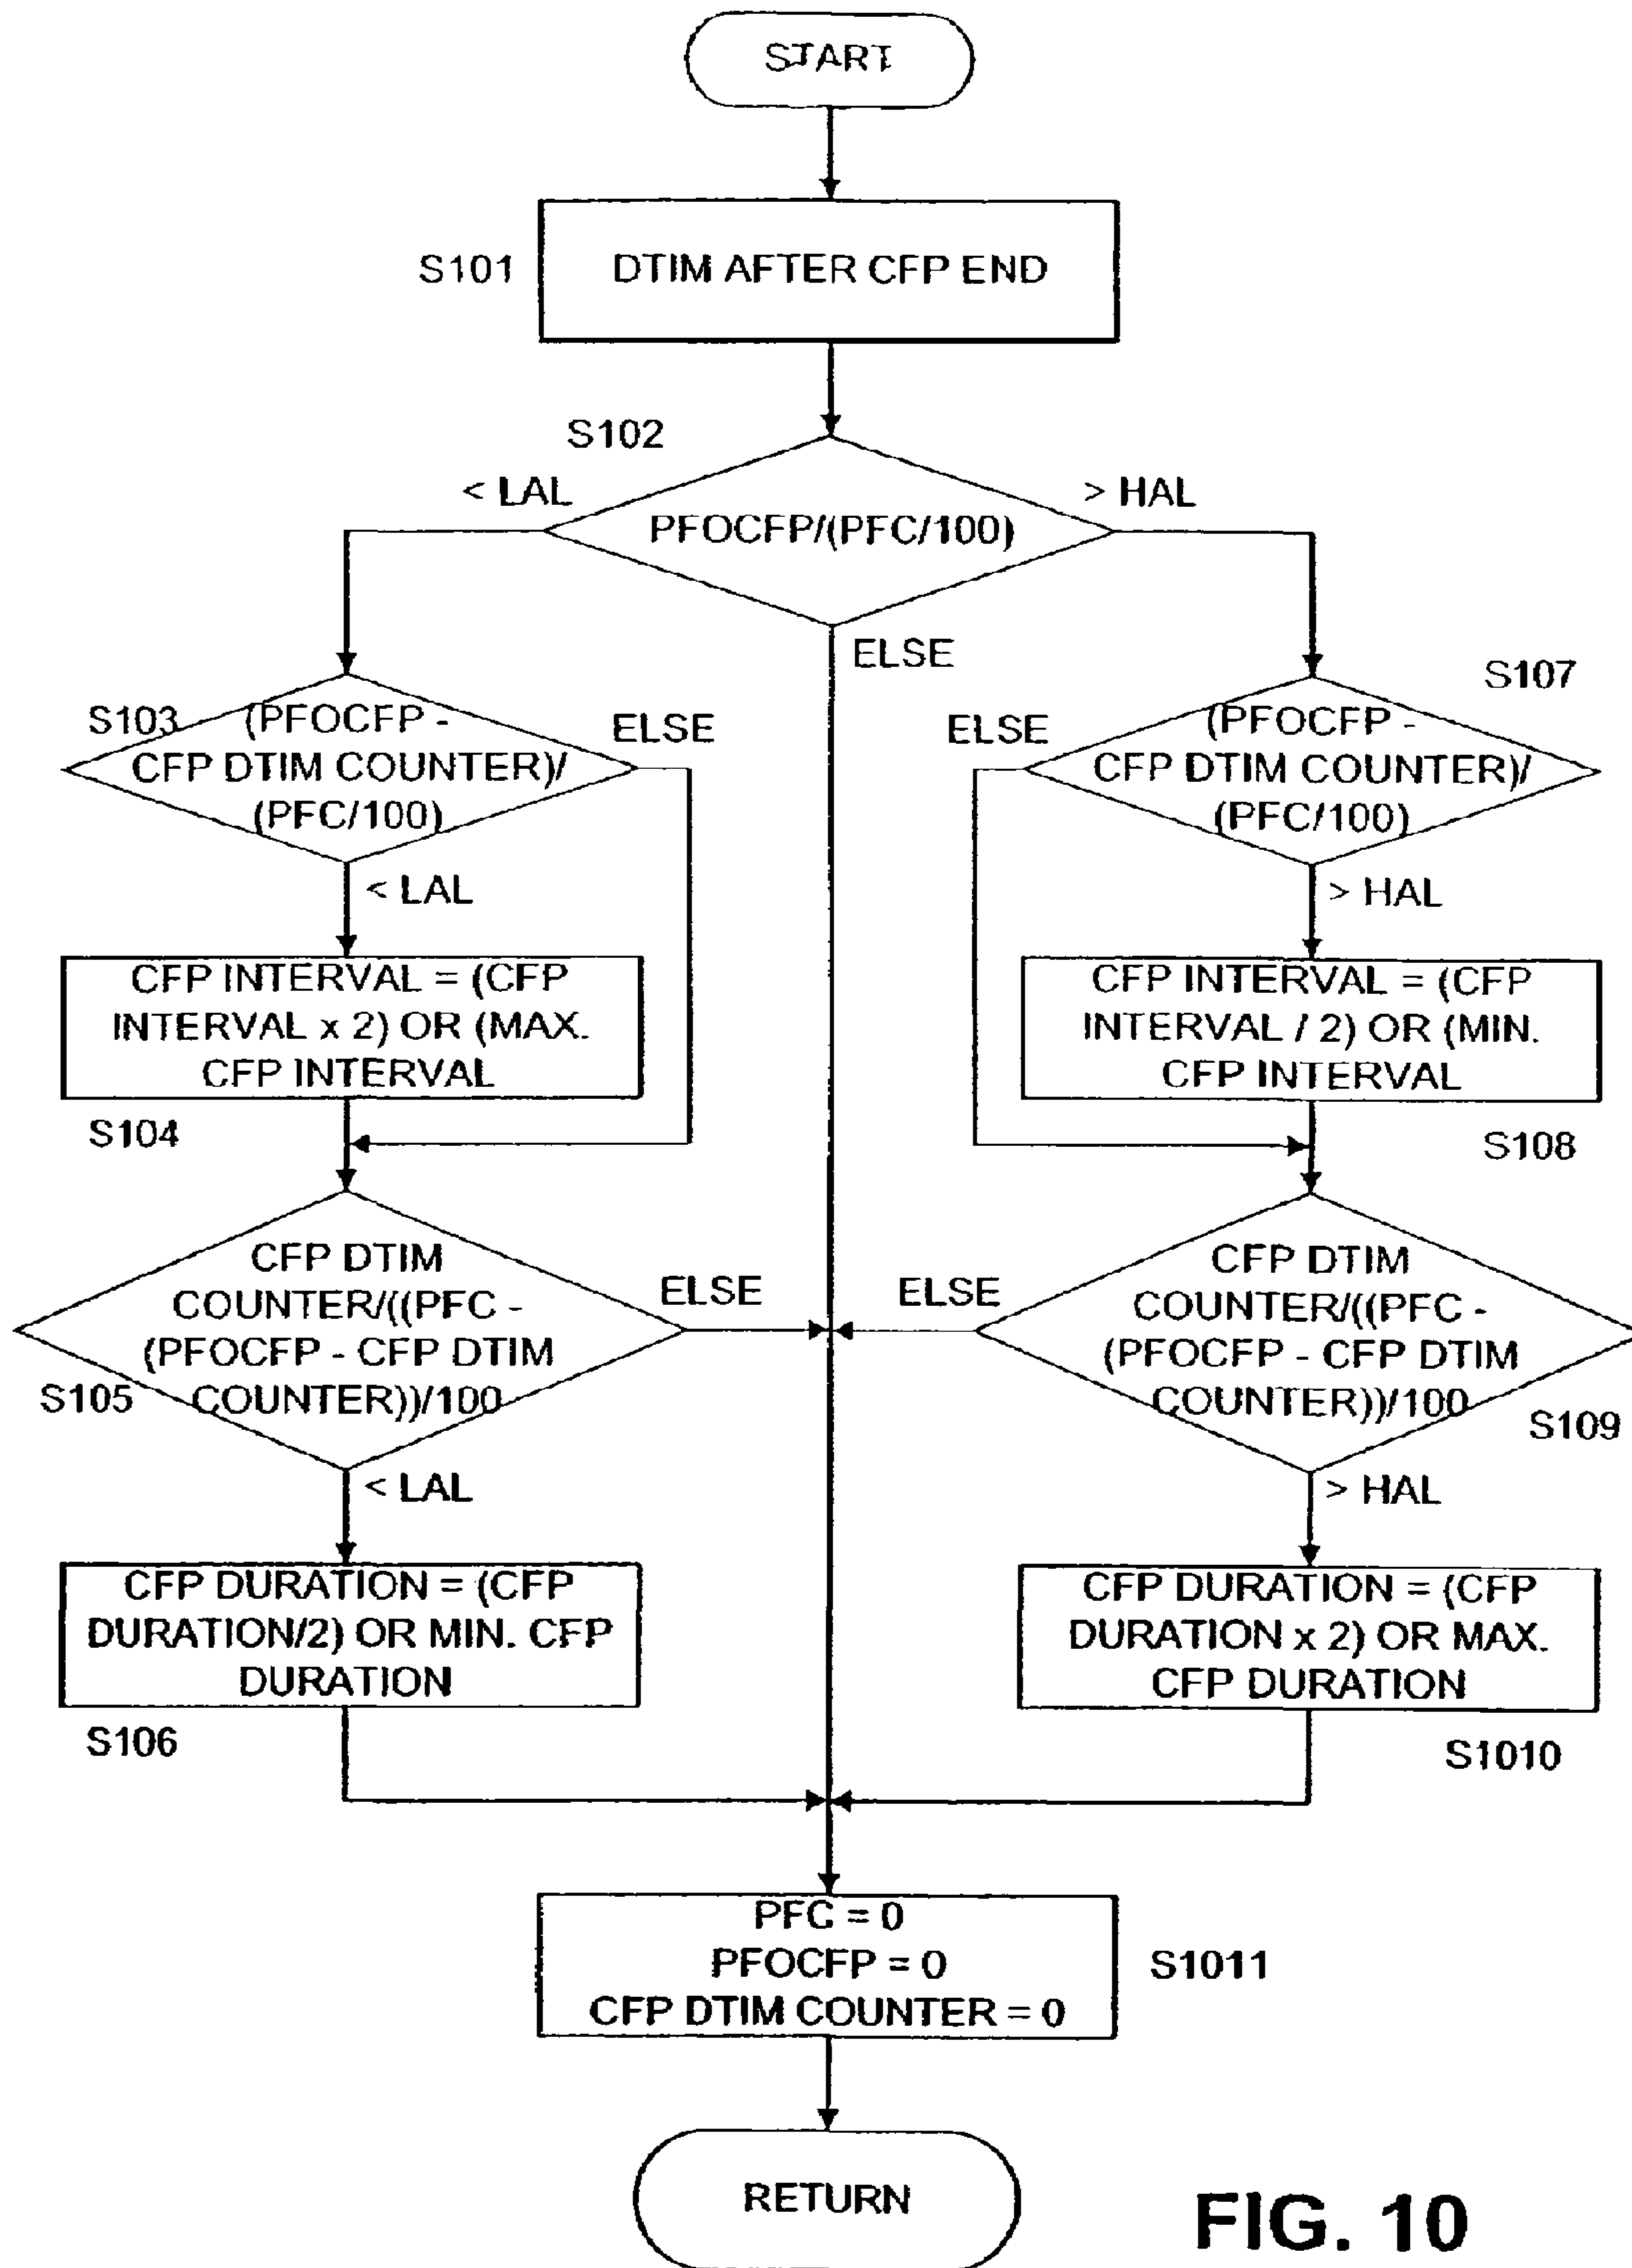 START
S101
DTIM AFTER CFP END
S102
< LAL
> HAL
PFOCFP/(PFC/100)
ELSE
S103
(PFOCFP -
CFP DTIM COUNTER)/
(PFC/100)
ELSE
< LAL
S107
(PFOCFP -
CFP DTIM COUNTER)/
(PFC/100)
ELSE
> HAL
CFP INTERVAL = (CFP
INTERVAL x 2) OR (MAX.
CFP INTERVAL
S104
CFP INTERVAL = (CFP
INTERVAL / 2) OR (MIN.
CFP INTERVAL
S108
CFP DTIM
COUNTER/((PFC -
(PFOCFP - CFP DTIM
COUNTER))/100
S105
ELSE
< LAL
CFP DTIM
COUNTER/((PFC -
(PFOCFP - CFP DTIM
COUNTER))/100
S109
ELSE
> HAL
CFP DURATION = (CFP
DURATION/2) OR MIN. CFP
DURATION
S106
CFP DURATION = (CFP
DURATION x 2) OR MAX.
CFP DURATION
S1010
PFC = 0
PFOCFP = 0
CFP DTIM COUNTER = 0
S1011
RETURN
FIG. 10